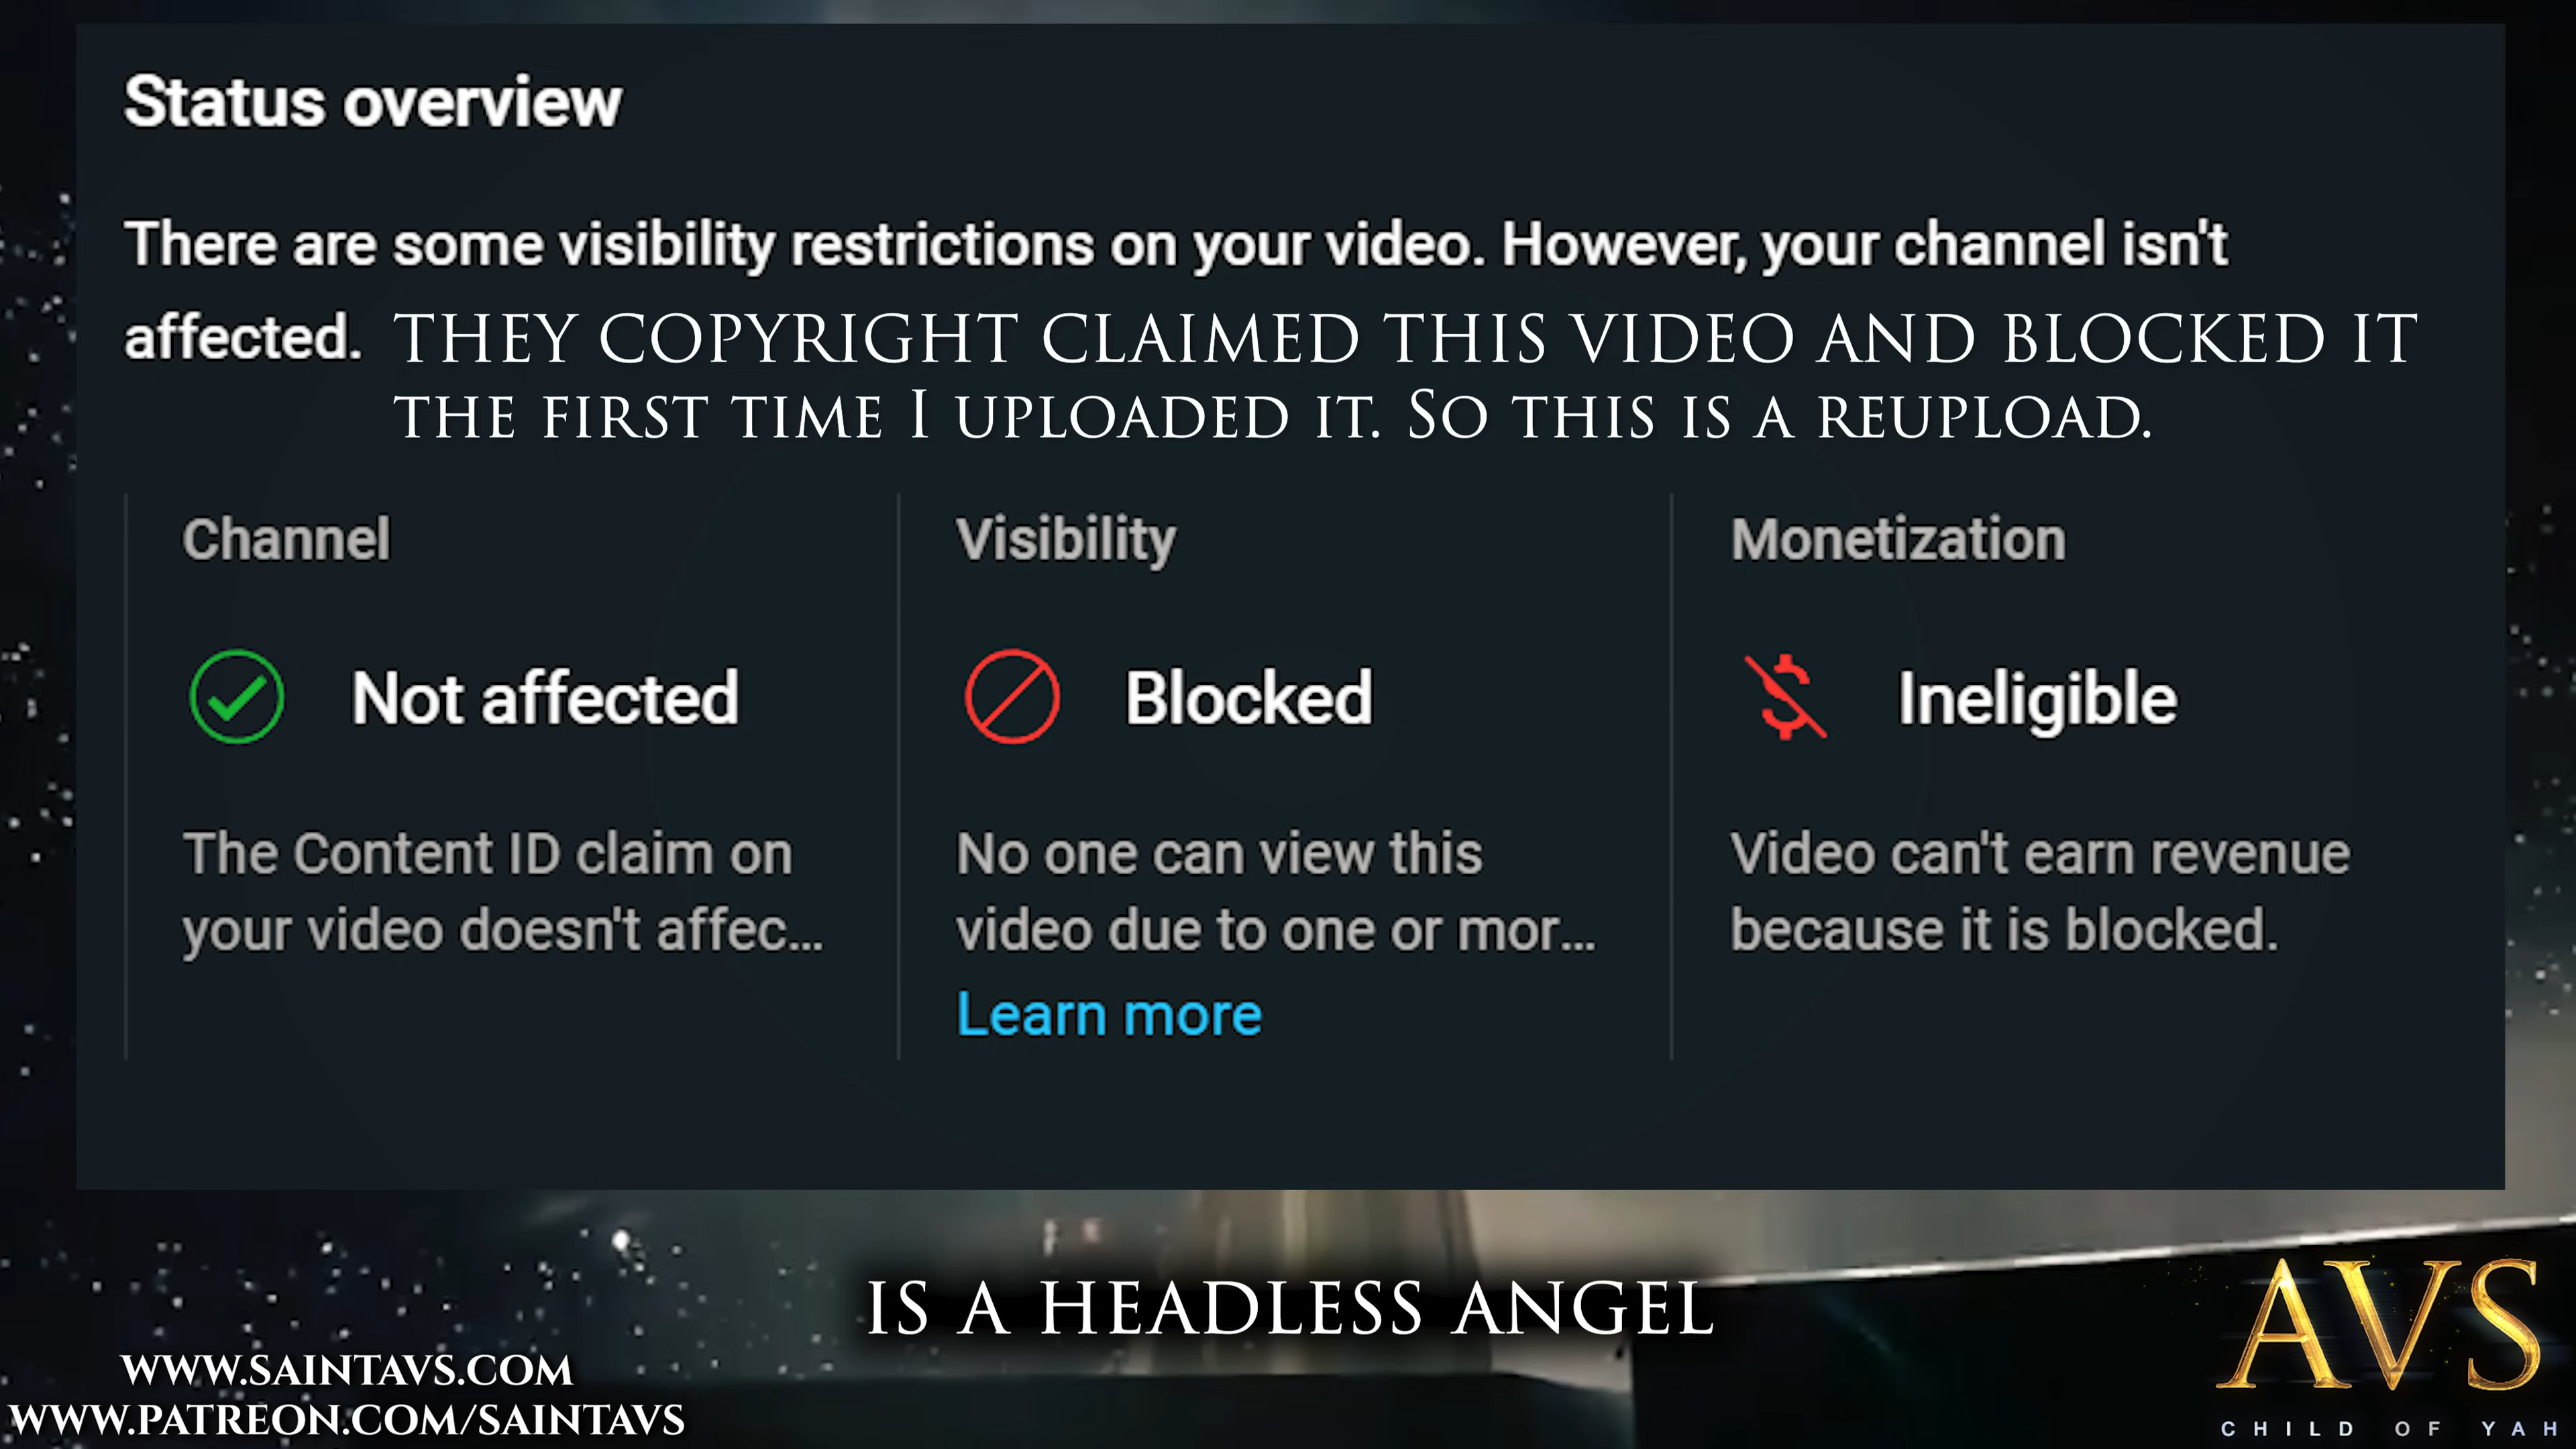 Status overview
There are some visibility restrictions on your video. However, your channel isn't
affected. THEY COPYRIGHT CLAIMED THIS VIDEO AND BLOCKED IT
THE FIRST TIME I UPLOADED IT. SO THIS IS A REUPLOAD.
Channel
Not affected
The Content ID claim on
your video doesn't affec...
Visibility
Blocked
No one can view this
video due to one or mor...
Learn more
Monetization
Ineligible
Video can't earn revenue
because it is blocked.
IS A HEADLESS ANGEL
WWW.SAINTAVS.COM
WWW.PATREON.COM/SAINTAVS
AVS
CHILD OF YAH